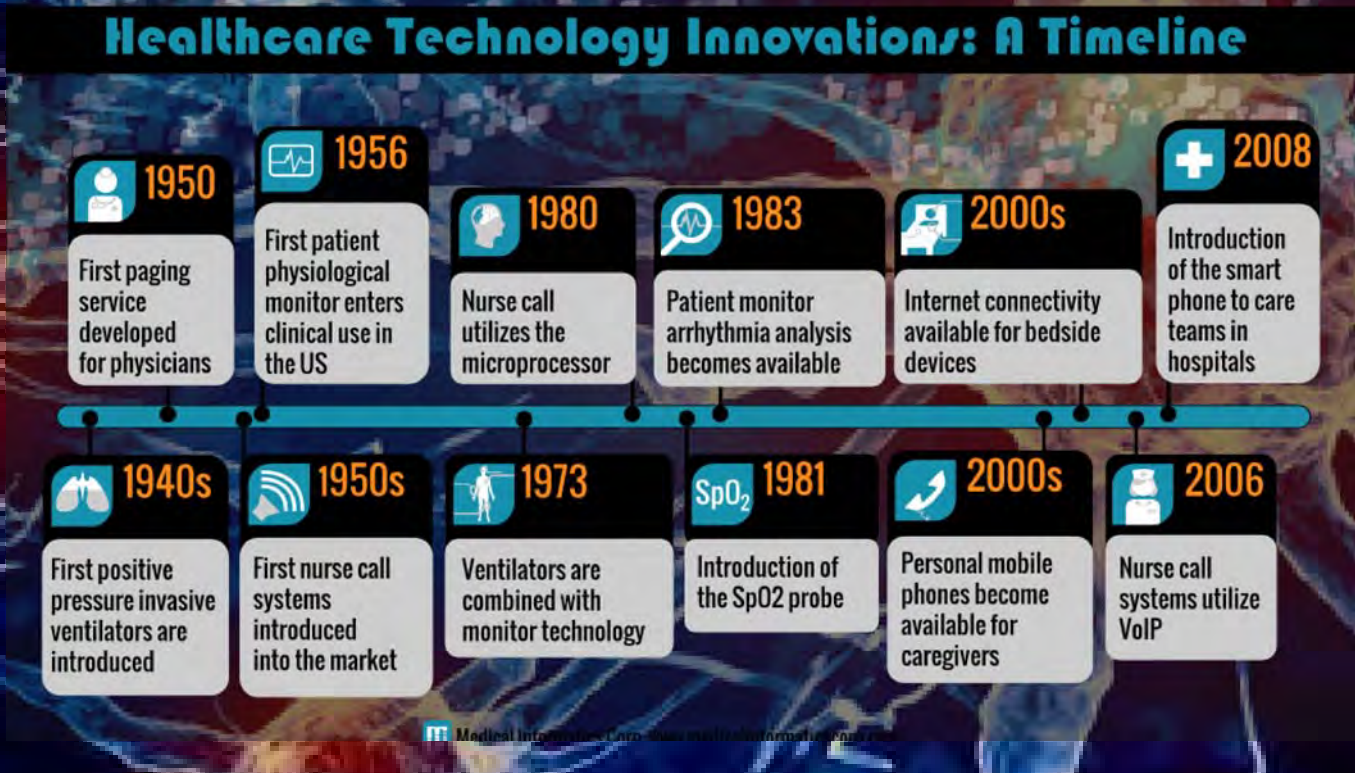 Healthcare Technology Innovations: A Timeline
1950
First paging
service
developed
for physicians
1956
First patient
physiological
monitor enters
clinical use in
the US
1980
Nurse call
utilizes the
microprocessor
1983
Patient monitor
arrhythmia analysis
becomes available
2000s
Internet connectivity
available for bedside
devices
2008
Introduction
of the smart
phone to care
teams in
hospitals
1940s
First positive
pressure invasive
ventilators are
introduced
1950s
First nurse call
systems
introduced
into the market
1973
Ventilators are
combined with
monitor technology
SpO₂
1981
Introduction of
the SpO2 probe
2000s
Personal mobile
phones become
available for
caregivers
2006
Nurse call
systems utilize
VoIP
Medical Informatics Corp